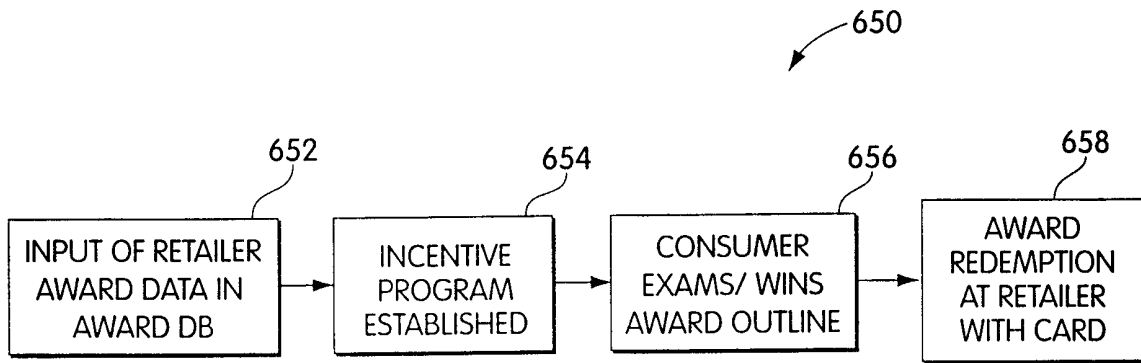 650
652
654
656
658
INPUT OF RETAILER
AWARD DATA IN
AWARD DB
INCENTIVE
PROGRAM
ESTABLISHED
CONSUMER
EXAMS/ WINS
AWARD OUTLINE
AWARD
REDEMPTION
AT RETAILER
WITH CARD